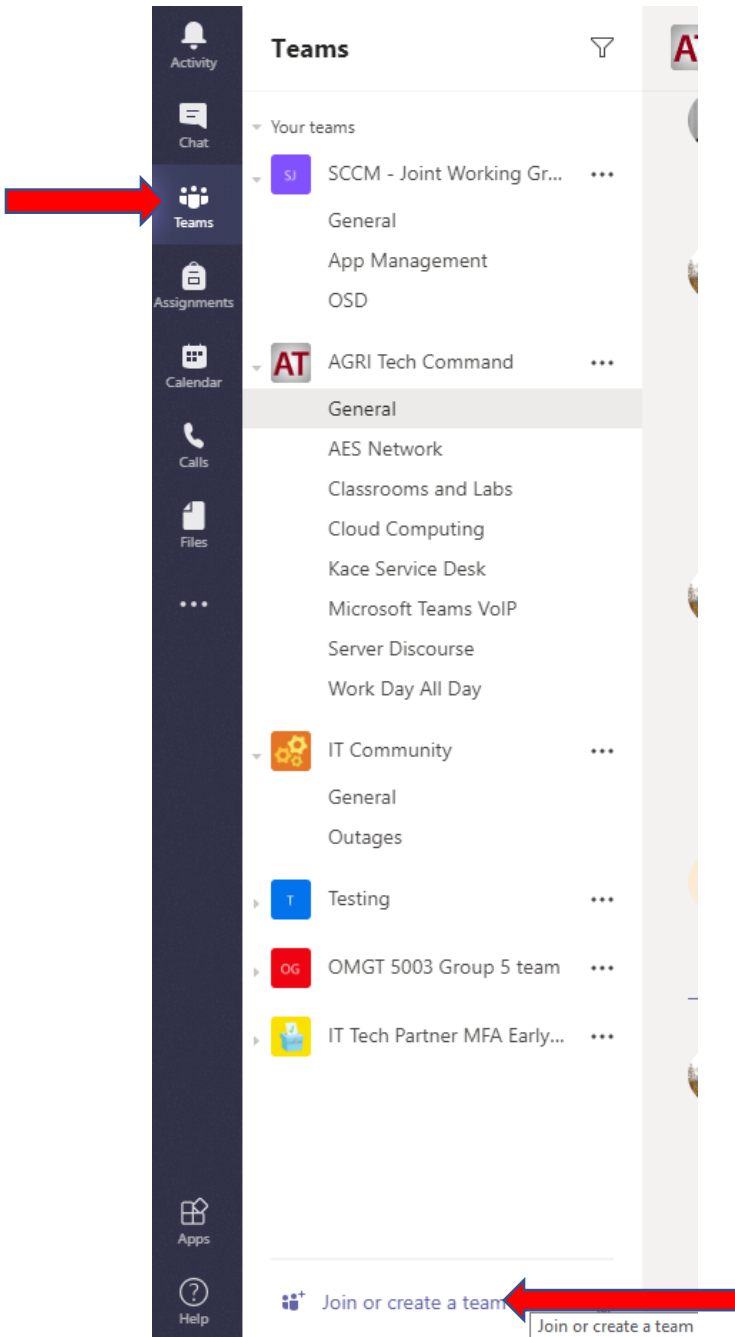 Activity
Chat
Teams
Assignments
Calendar
Calls
Files
Apps
Help
Teams
Your teams
SJ SCCM - Joint Working Gr... ...
General
App Management
OSD
AT AGRI Tech Command ...
General
AES Network
Classrooms and Labs
Cloud Computing
Kace Service Desk
Microsoft Teams VoIP
Server Discourse
Work Day All Day
IT Community ...
General
Outages
T Testing ...
OG OMGT 5003 Group 5 team ...
IT Tech Partner MFA Early... ...
Join or create a team
Join or create a team